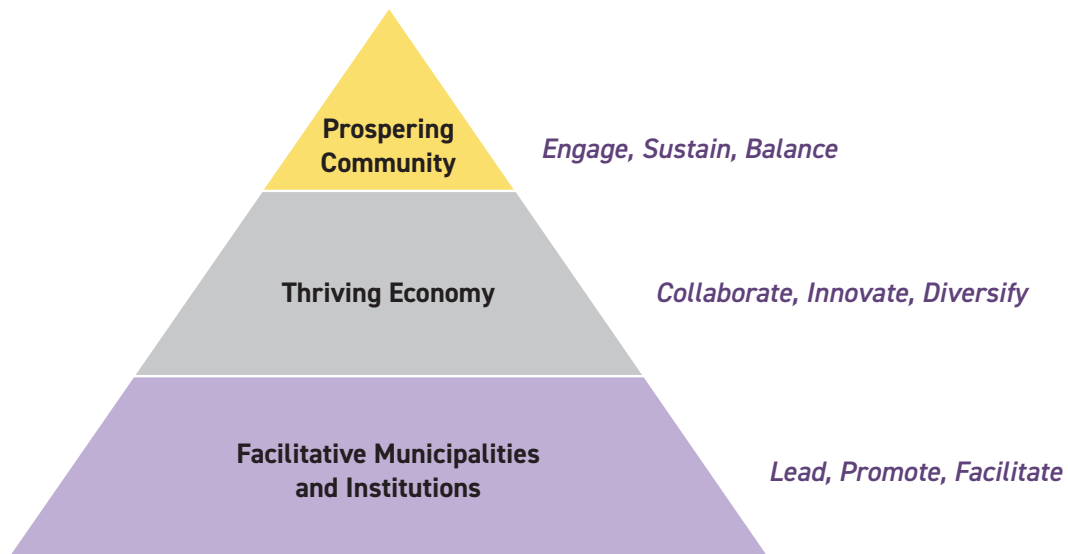 Prospering
Community
Engage, Sustain, Balance
Thriving Economy
Collaborate, Innovate, Diversify
Facilitative Municipalities
and Institutions
Lead, Promote, Facilitate